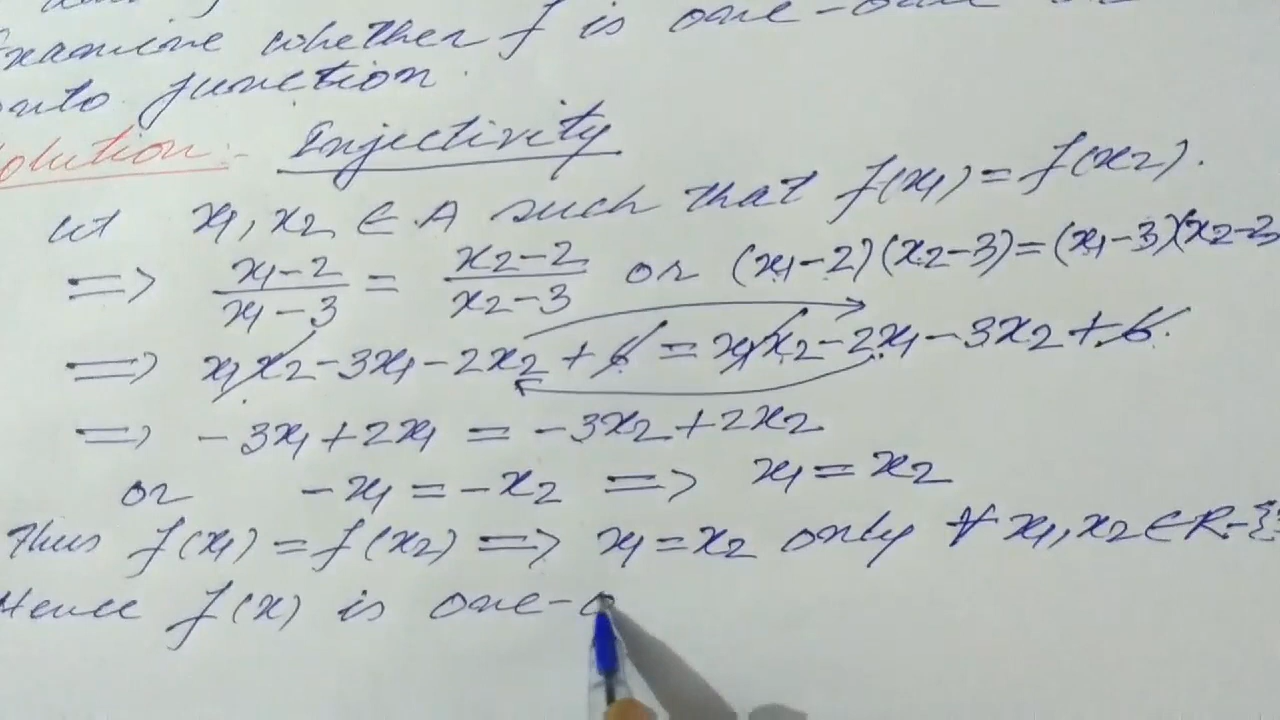 Examine whether f is one-one
onto function.
Solution:- Injectivity
Let x₁, x₂ ∈ A such that f(x₁) = f(x₂).
=> (x₁-2)/(x₁-3) = (x₂-2)/(x₂-3) or (x₁-2)(x₂-3)=(x₁-3)(x₂-2
=> x₁x₂-3x₁-2x₂+6 = x₁x₂-2x₁-3x₂+6.
=> -3x₁+2x₁ = -3x₂+2x₂
or -x₁=-x₂ => x₁=x₂
Thus f(x₁)=f(x₂) => x₁=x₂ only ∀ x₁,x₂∈R-{
Hence f(x) is one-o